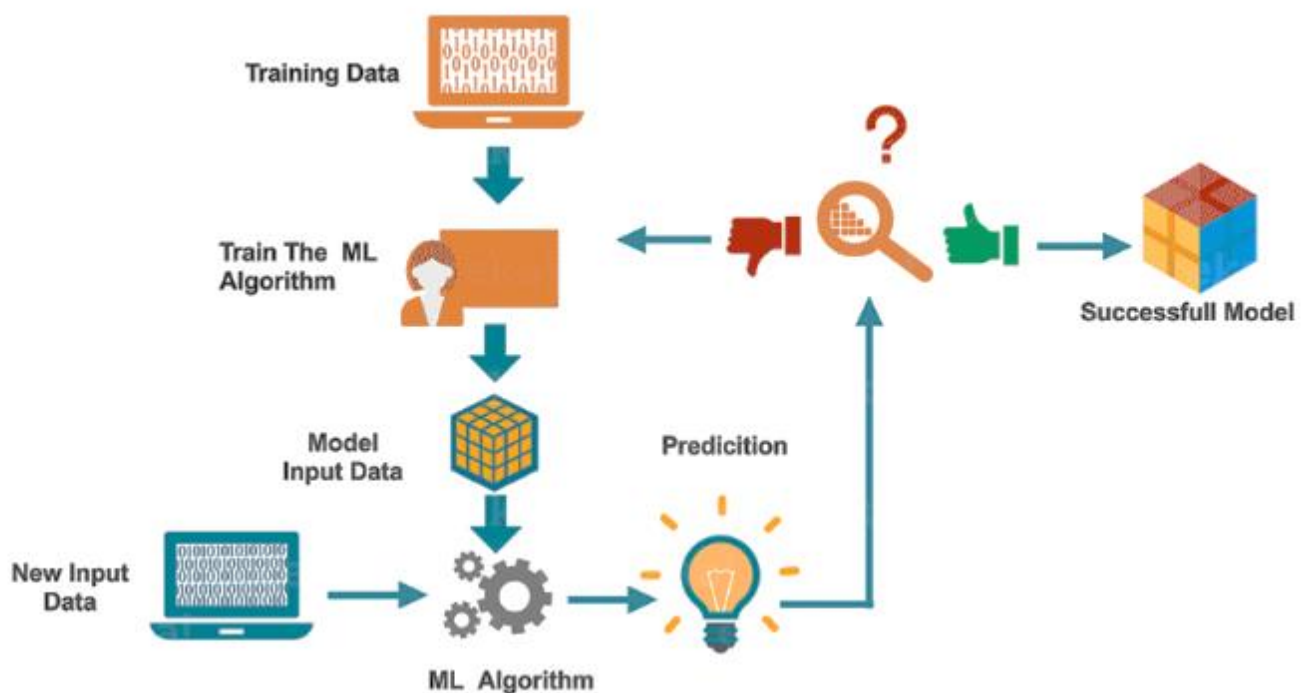 Training Data
?
Train The ML
Algorithm
Successfull Model
Model
Input Data
Predicition
New Input
Data
ML Algorithm